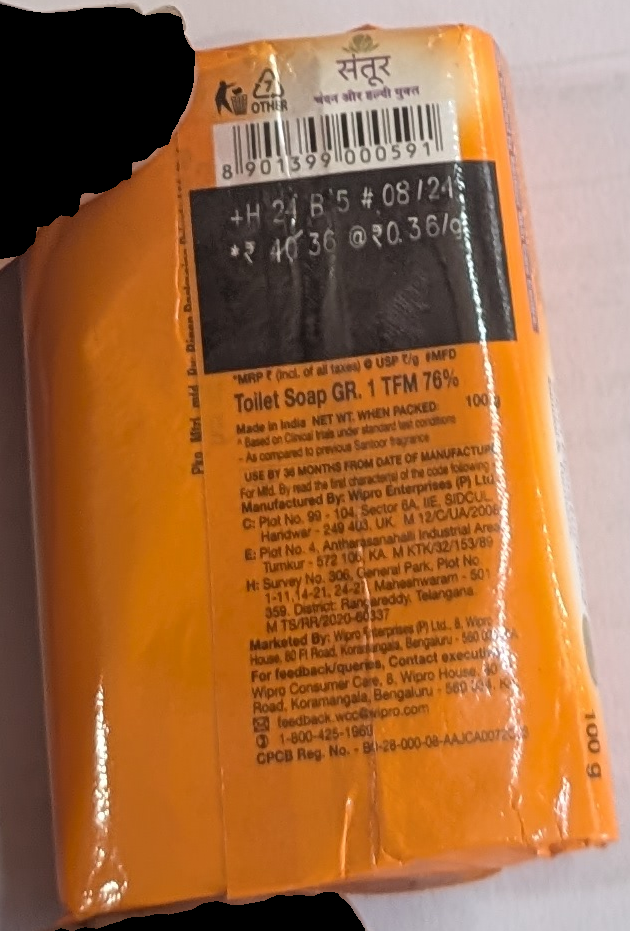 संतूर
चंदन और हल्दी युक्त
7
OTHER
8 901399 000591
+H 24 B 5 # 08/24
*₹ 36 @₹0.36/g
*MRP ₹ (Incl. of all taxes) @ USP ₹/g #MFD
Toilet Soap GR. 1 TFM 76%
Made in India NET WT. WHEN PACKED: 100 g
^ Based on Clinical trials under standard test conditions
~ As compared to previous Santoor fragrance
USE BY 36 MONTHS FROM DATE OF MANUFACTURE
For Mfd. By read the first character of the code following
Manufactured By: Wipro Enterprises (P) Ltd
C: Plot No. 99 - 104, Sector 6A, IIE, SIDCUL,
Haridwar - 249 403, UK. M 12/C/UA/2006
E: Plot No. 4, Antharasanahalli Industrial Area
Tumkur - 572 106, KA. M KTK/32/153/89
H: Survey No. 306, General Park, Plot No
1-11,14-21, 24-27 Maheshwaram - 501
359. District: Rangareddy. Telangana.
M TS/RR/2020-60337
Marketed By: Wipro Enterprises (P) Ltd., 8, Wipro
House, 80 Ft Road, Koramangala, Bengaluru - 560
For feedback/queries, Contact executive
Wipro Consumer Care, 8, Wipro House, 80
Road, Koramangala, Bengaluru - 560
feedback.wcc@wipro.com
1-800-425-1969
CPCB Reg. No. -
100 g